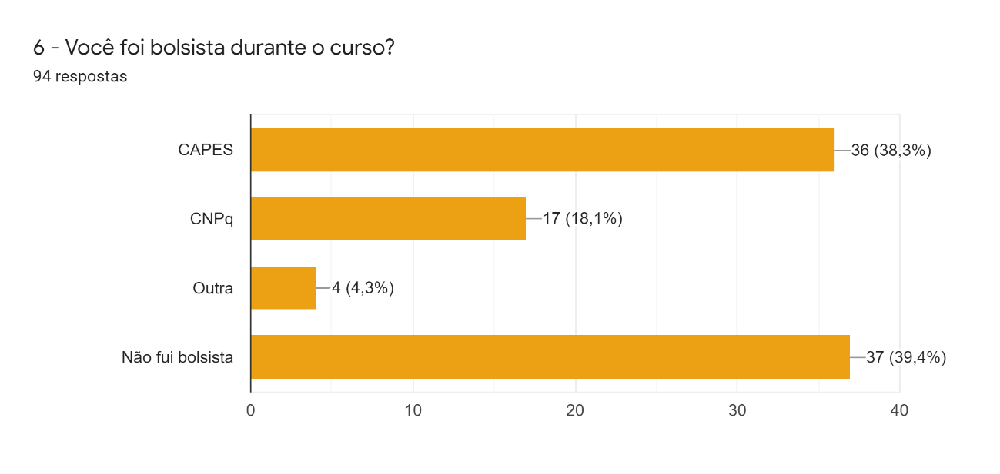 6 - Você foi bolsista durante o curso?
94 respostas
CAPES
36 (38,3%)
CNPq
17 (18,1%)
Outra
4 (4,3%)
Não fui bolsista
37 (39,4%)
0 10 20 30 40